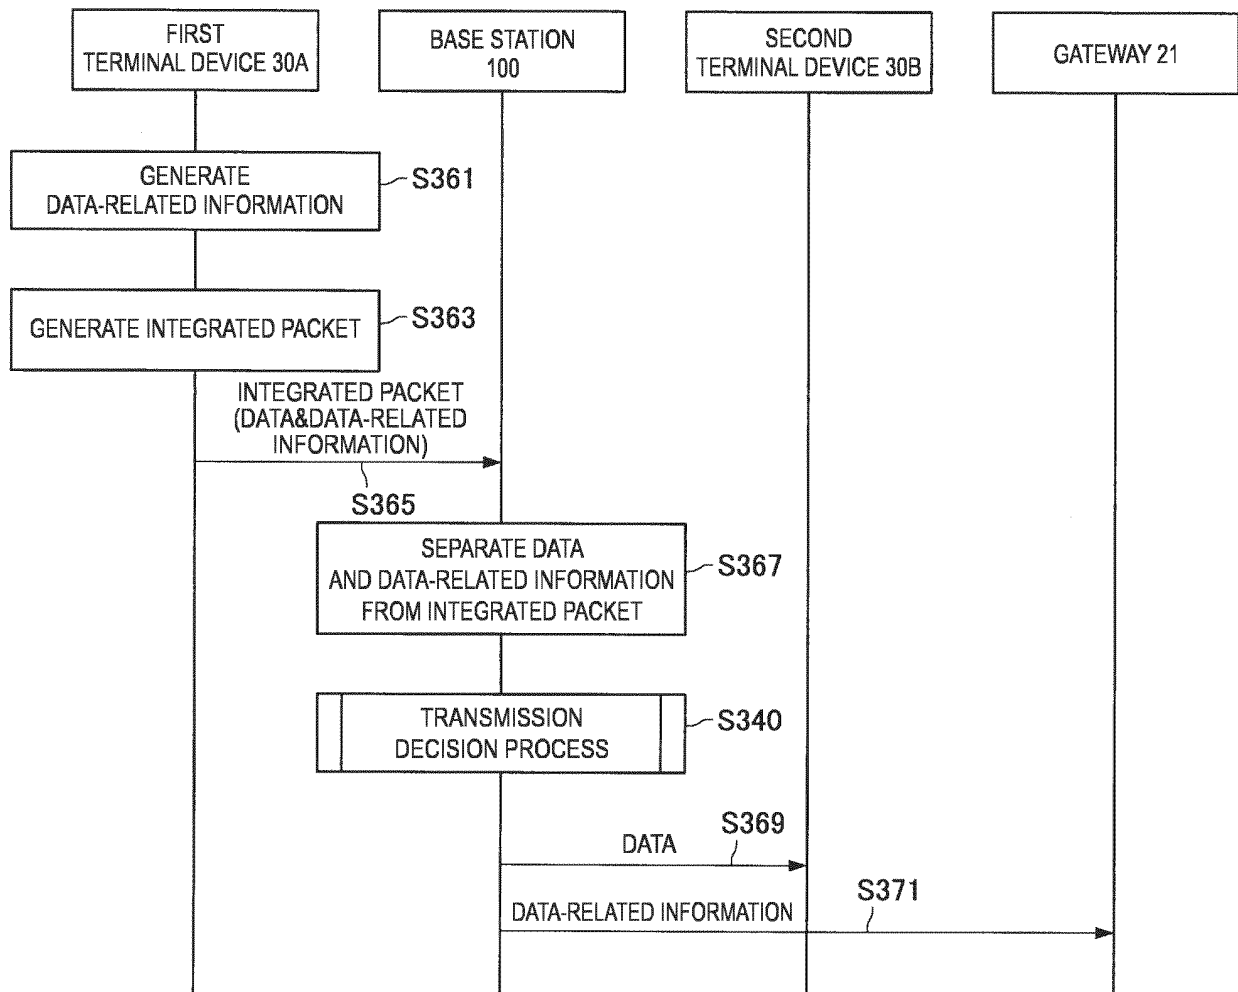 FIRST
TERMINAL DEVICE 30A
BASE STATION
100
SECOND
TERMINAL DEVICE 30B
GATEWAY 21
GENERATE
DATA-RELATED INFORMATION
S361
GENERATE INTEGRATED PACKET
S363
INTEGRATED PACKET
(DATA&DATA-RELATED
INFORMATION)
S365
SEPARATE DATA
AND DATA-RELATED INFORMATION
FROM INTEGRATED PACKET
S367
TRANSMISSION
DECISION PROCESS
S340
DATA
S369
DATA-RELATED INFORMATION
S371